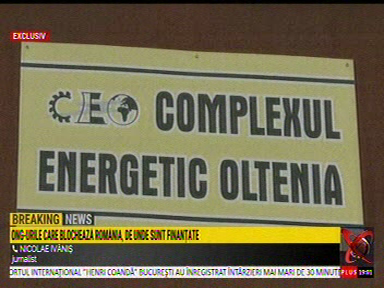 EXCLUSIV
CEO COMPLEXUL
ENERGETIC OLTENIA
BREAKING NEWS
ONG-URILE CARE BLOCHEAZĂ ROMÂNIA, DE UNDE SUNT FINANȚATE
NICOLAE IVĂNIȘ
jurnalist
ORTUL INTERNAȚIONAL "HENRI COANDĂ" BUCUREȘTI AU ÎNREGISTRAT ÎNTÂRZIERI MAI MARI DE 30 MINUTE
PLUS 19:01